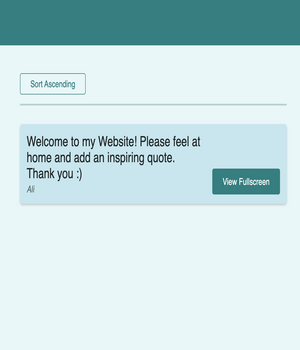 Sort Ascending
Welcome to my Website! Please feel at
home and add an inspiring quote.
Thank you :)
Ali
View Fullscreen